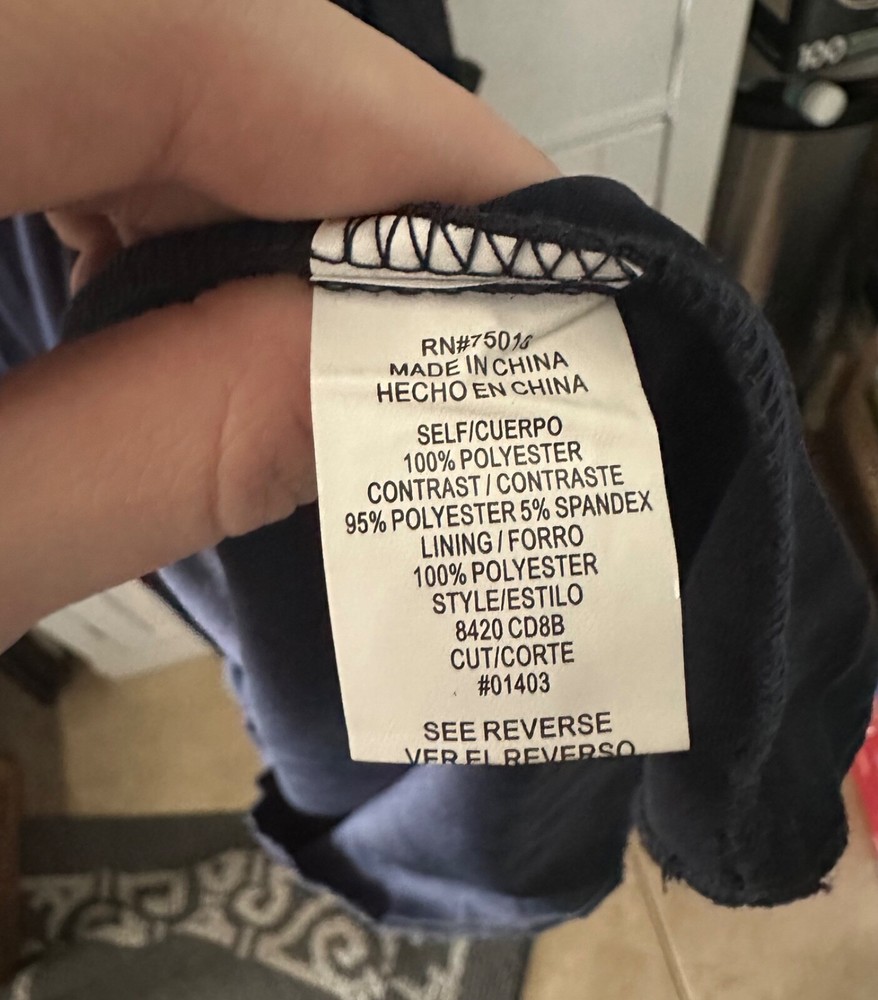 100
RN#75016
MADE IN CHINA
HECHO EN CHINA
SELF/CUERPO
100% POLYESTER
CONTRAST / CONTRASTE
95% POLYESTER 5% SPANDEX
LINING / FORRO
100% POLYESTER
STYLE/ESTILO
8420 CD8B
CUT/CORTE
#01403
SEE REVERSE
VER EL REVERSO